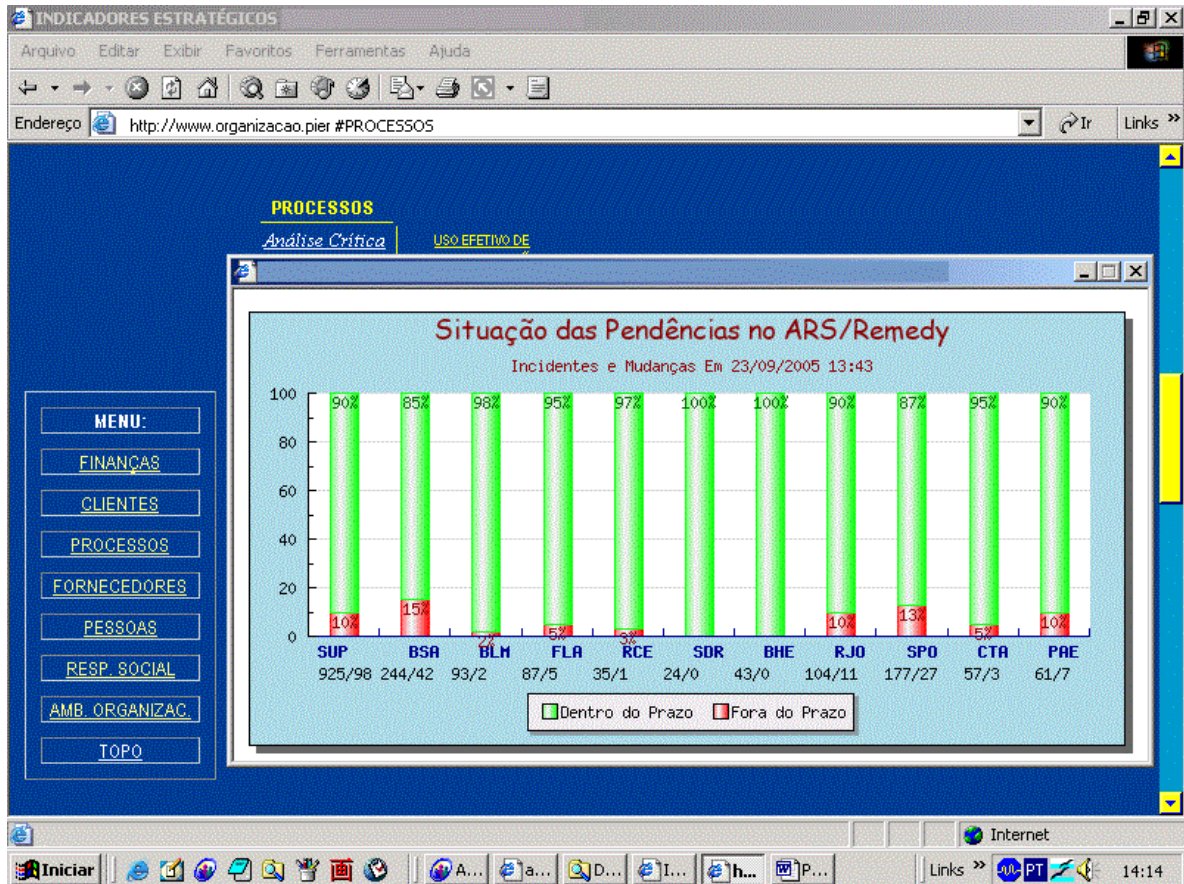 INDICADORES ESTRATÉGICOS
Arquivo Editar Exibir Favoritos Ferramentas Ajuda
Endereço http://www.organizacao.pier #PROCESSOS Ir Links »
PROCESSOS
Análise Crítica
USO EFETIVO DE
MENU:
FINANÇAS
CLIENTES
PROCESSOS
FORNECEDORES
PESSOAS
RESP. SOCIAL
AMB. ORGANIZAC.
TOPO
Situação das Pendências no ARS/Remedy
Incidentes e Mudanças Em 23/09/2005 13:43
100
80
60
40
20
0
90% 85% 98% 95% 97% 100% 100% 90% 87% 95% 90%
10% 15% 2% 5% 3% 10% 13% 5% 10%
SUP BSA BLM FLA RCE SDR BHE RJO SPO CTA PAE
925/98 244/42 93/2 87/5 35/1 24/0 43/0 104/11 177/27 57/3 61/7
Dentro do Prazo Fora do Prazo
Internet
Iniciar A... a... D... I... h... P... Links » PT 14:14